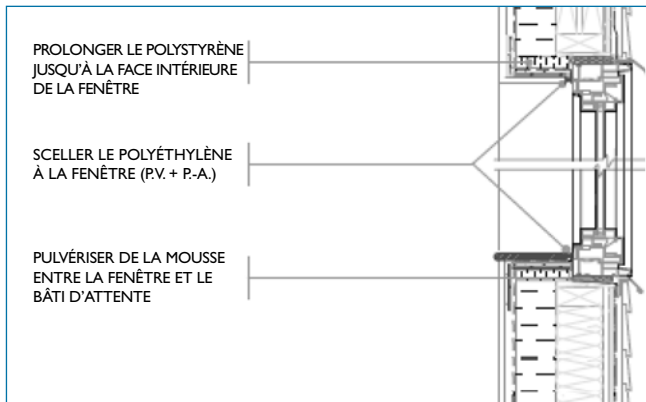 PROLONGER LE POLYSTYRÈNE
JUSQU'À LA FACE INTÉRIEURE
DE LA FENÊTRE
SCELLER LE POLYÉTHYLÈNE
À LA FENÊTRE (P.V. + P.-A.)
PULVÉRISER DE LA MOUSSE
ENTRE LA FENÊTRE ET LE
BÂTI D'ATTENTE